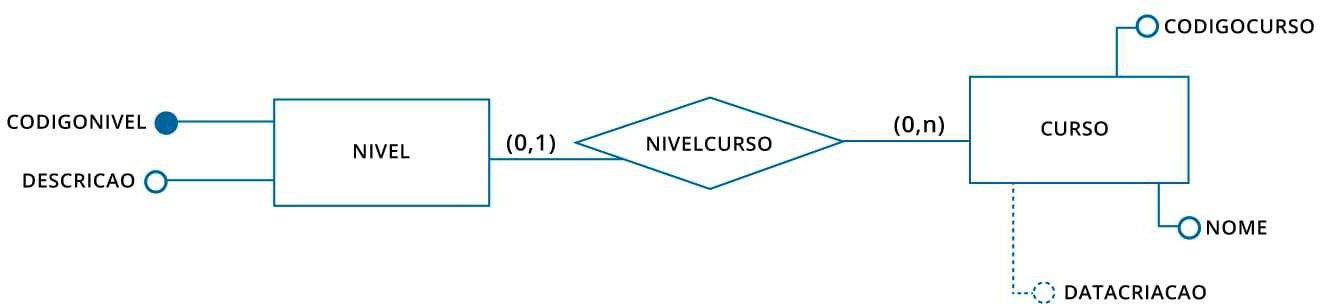 CODIGOCURSO
CODIGONIVEL
(0,1)
(0,n)
CURSO
NIVEL
NIVELCURSO
DESCRICAO
NOME
DATACRIACAO